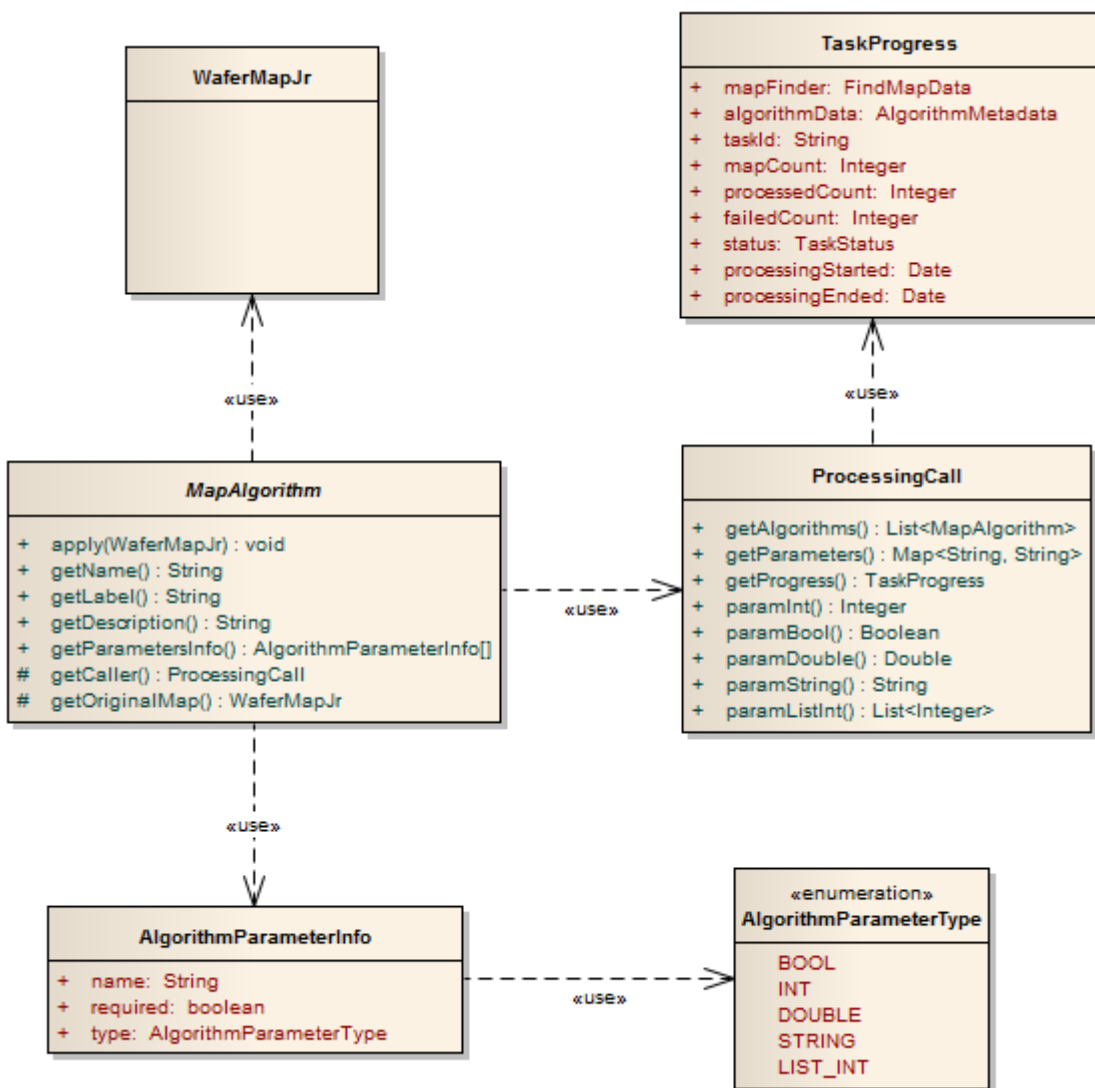 WaferMapJr
TaskProgress
+ mapFinder: FindMapData
+ algorithmData: AlgorithmMetadata
+ taskId: String
+ mapCount: Integer
+ processedCount: Integer
+ failedCount: Integer
+ status: TaskStatus
+ processingStarted: Date
+ processingEnded: Date
«use»
«use»
MapAlgorithm
+ apply(WaferMapJr) : void
+ getName() : String
+ getLabel() : String
+ getDescription() : String
+ getParametersInfo() : AlgorithmParameterInfo[]
# getCaller() : ProcessingCall
# getOriginalMap() : WaferMapJr
«use»
ProcessingCall
+ getAlgorithms() : List<MapAlgorithm>
+ getParameters() : Map<String, String>
+ getProgress() : TaskProgress
+ paramInt() : Integer
+ paramBool() : Boolean
+ paramDouble() : Double
+ paramString() : String
+ paramListInt() : List<Integer>
«use»
AlgorithmParameterInfo
+ name: String
+ required: boolean
+ type: AlgorithmParameterType
«use»
«enumeration»
AlgorithmParameterType
BOOL
INT
DOUBLE
STRING
LIST_INT